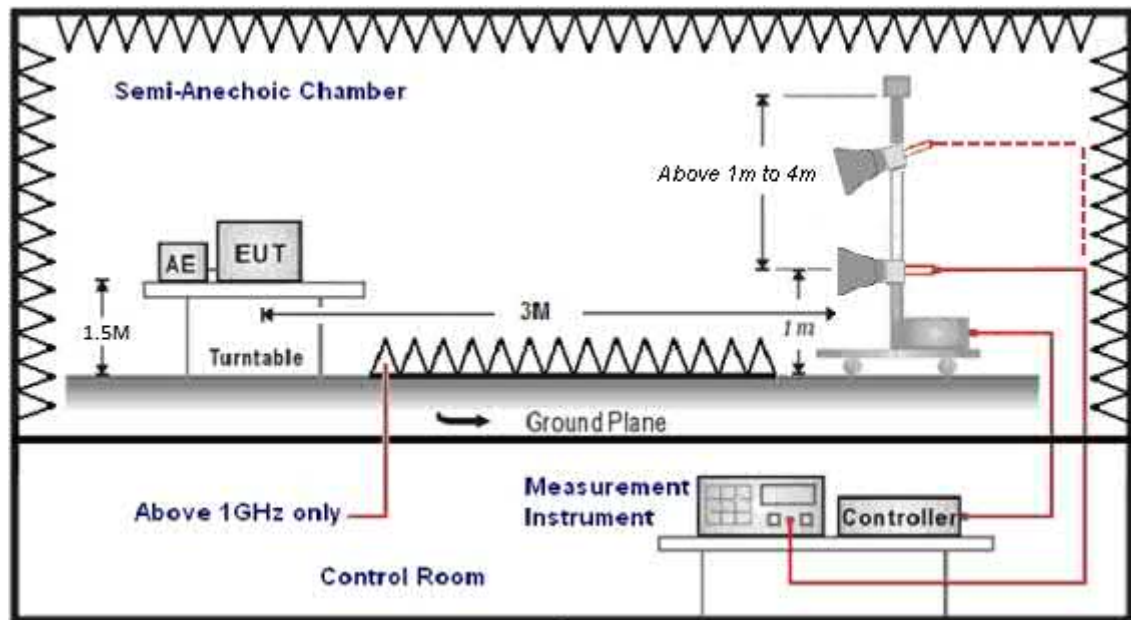 Semi-Anechoic Chamber
Above 1m to 4m
AE
EUT
1.5M
3M
1m
Turntable
Ground Plane
Above 1GHz only
Measurement
Instrument
Controller
Control Room